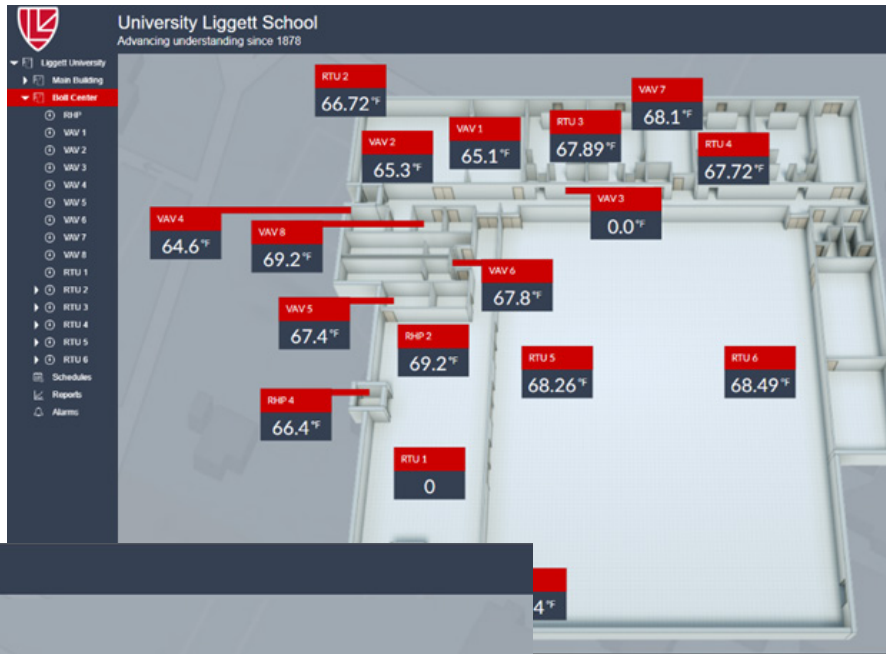 University Liggett School
Advancing understanding since 1878
Liggett University
Main Building
Boll Center
RHP
VAV 1
VAV 2
VAV 3
VAV 4
VAV 5
VAV 6
VAV 7
VAV 8
RTU 1
RTU 2
RTU 3
RTU 4
RTU 5
RTU 6
Schedules
Reports
Alarms
RTU 2
66.72°F
VAV 7
68.1°F
VAV 2
65.3°F
VAV 1
65.1°F
RTU 3
67.89°F
RTU 4
67.72°F
VAV 3
0.0°F
VAV 4
64.6°F
VAV 8
69.2°F
VAV 6
67.8°F
VAV 5
67.4°F
RHP 2
69.2°F
RTU 5
68.26°F
RTU 6
68.49°F
RHP 4
66.4°F
RTU 1
0
4°F